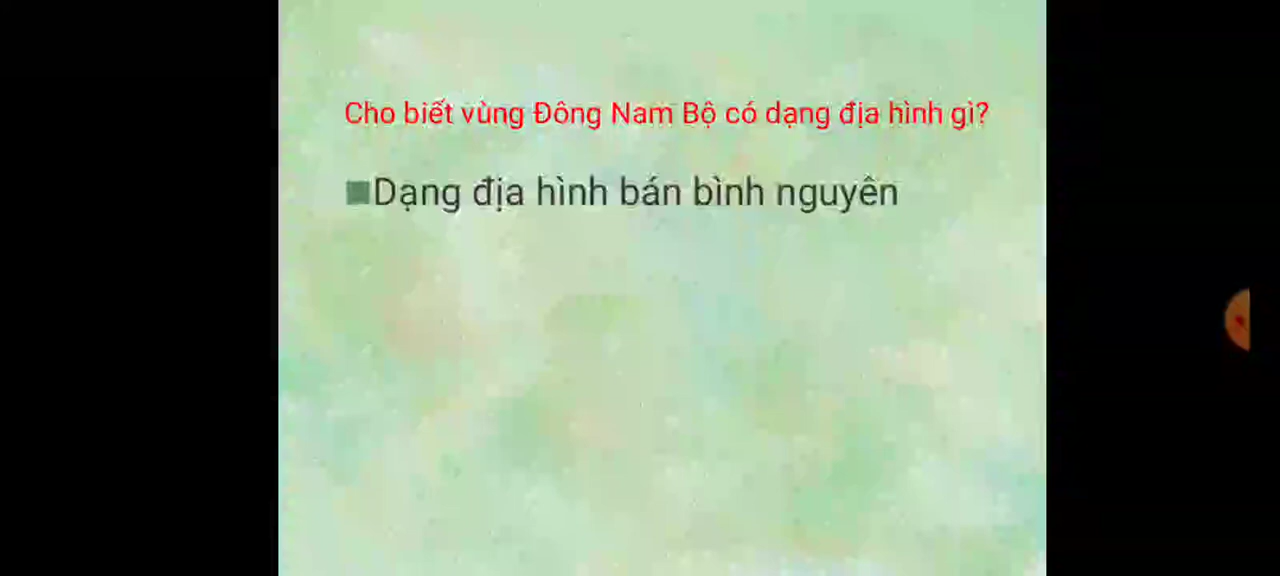 Cho biết vùng Đông Nam Bộ có dạng địa hình gì?
Dạng địa hình bán bình nguyên